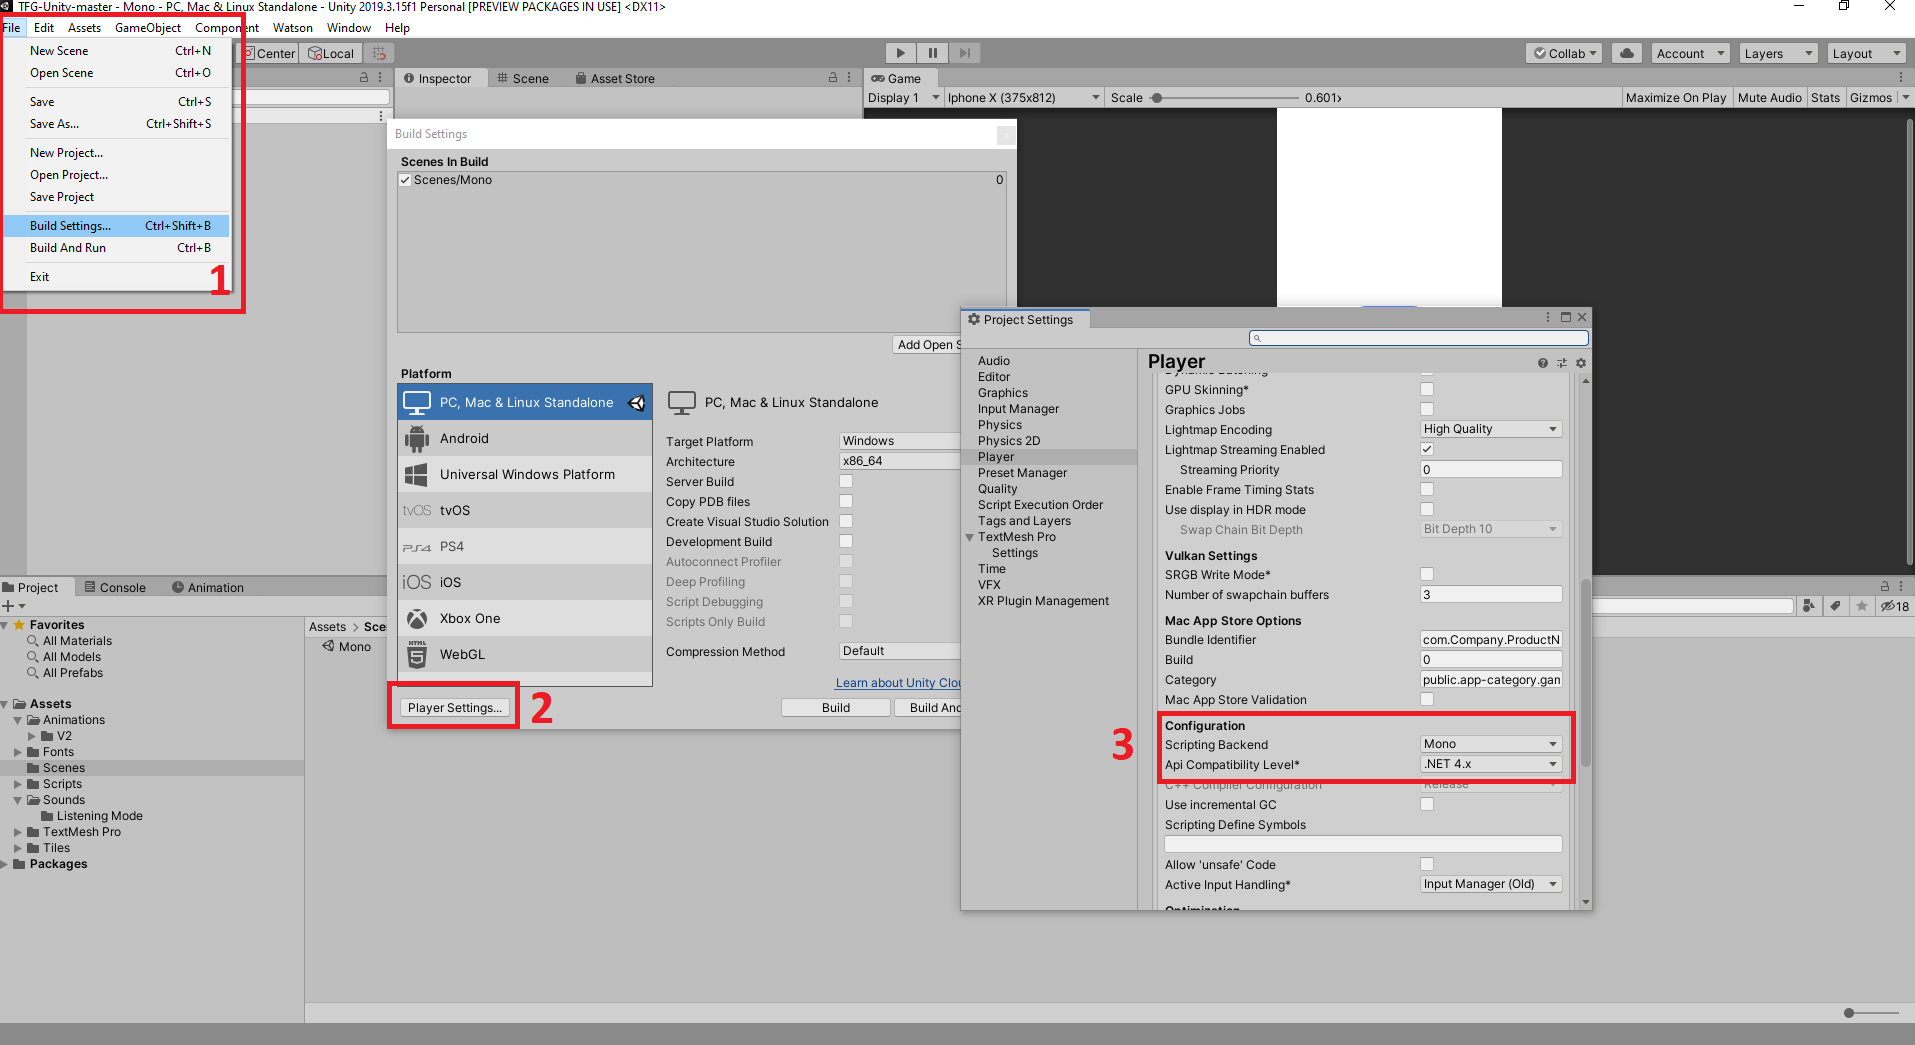 TFG-Unity-master - Mono - PC, Mac & Linux Standalone - Unity 2019.3.15f1 Personal [PREVIEW PACKAGES IN USE] <DX11>
File Edit Assets GameObject Component Watson Window Help
New Scene Ctrl+N
Open Scene Ctrl+O
Save Ctrl+S
Save As... Ctrl+Shift+S
New Project...
Open Project...
Save Project
Build Settings... Ctrl+Shift+B
Build And Run Ctrl+B
Exit
1
Center Local
Collab Account Layers Layout
Inspector Scene Asset Store
Game
Display 1 Iphone X (375x812) Scale 0.601x
Maximize On Play Mute Audio Stats Gizmos
Build Settings
Scenes In Build
Scenes/Mono 0
Add Open S
Platform
PC, Mac & Linux Standalone
Android
Universal Windows Platform
tvOS tvOS
PS4 PS4
iOS iOS
Xbox One
HTML 5 WebGL
Player Settings...
2
PC, Mac & Linux Standalone
Target Platform Windows
Architecture x86_64
Server Build
Copy PDB files
Create Visual Studio Solution
Development Build
Autoconnect Profiler
Deep Profiling
Script Debugging
Scripts Only Build
Compression Method Default
Learn about Unity Clou
Build Build And
Project Settings
Audio
Editor
Graphics
Input Manager
Physics
Physics 2D
Player
Preset Manager
Quality
Script Execution Order
Tags and Layers
TextMesh Pro
Settings
Time
VFX
XR Plugin Management
Player
Dynamic Batching
GPU Skinning*
Graphics Jobs
Lightmap Encoding High Quality
Lightmap Streaming Enabled
Streaming Priority 0
Enable Frame Timing Stats
Use display in HDR mode
Swap Chain Bit Depth Bit Depth 10
Vulkan Settings
SRGB Write Mode*
Number of swapchain buffers 3
Mac App Store Options
Bundle Identifier com.Company.ProductN
Build 0
Category public.app-category.gam
Mac App Store Validation
3
Configuration
Scripting Backend Mono
Api Compatibility Level* .NET 4.x
C++ Compiler Configuration Release
Use incremental GC
Scripting Define Symbols
Allow 'unsafe' Code
Active Input Handling* Input Manager (Old)
Optimization
Project Console Animation
18
Favorites
All Materials
All Models
All Prefabs
Assets
Animations
V2
Fonts
Scenes
Scripts
Sounds
Listening Mode
TextMesh Pro
Tiles
Packages
Assets > Sce
Mono